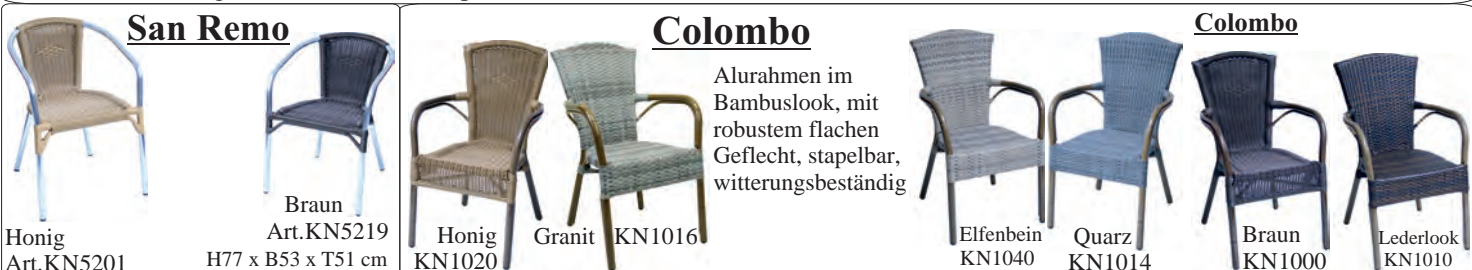 San Remo
Braun
Art.KN5219
Honig
Art.KN5201
H77 x B53 x T51 cm
Colombo
Alurahmen im
Bambuslook, mit
robustem flachen
Geflecht, stapelbar,
witterungsbeständig
Honig
KN1020
Granit KN1016
Colombo
Elfenbein
KN1040
Quarz
KN1014
Braun
KN1000
Lederlook
KN1010